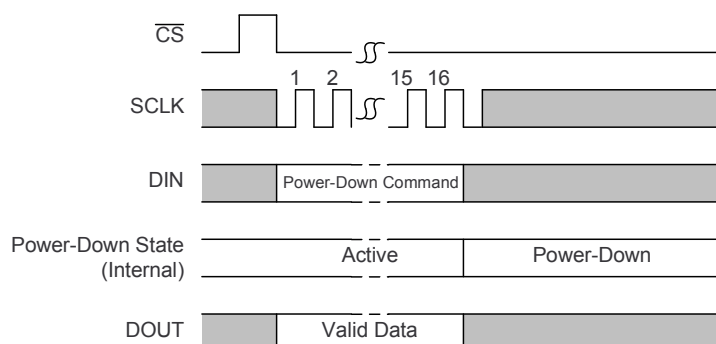 CS
1 2 15 16
SCLK
DIN Power-Down Command
Power-Down State
(Internal)
Active Power-Down
DOUT Valid Data